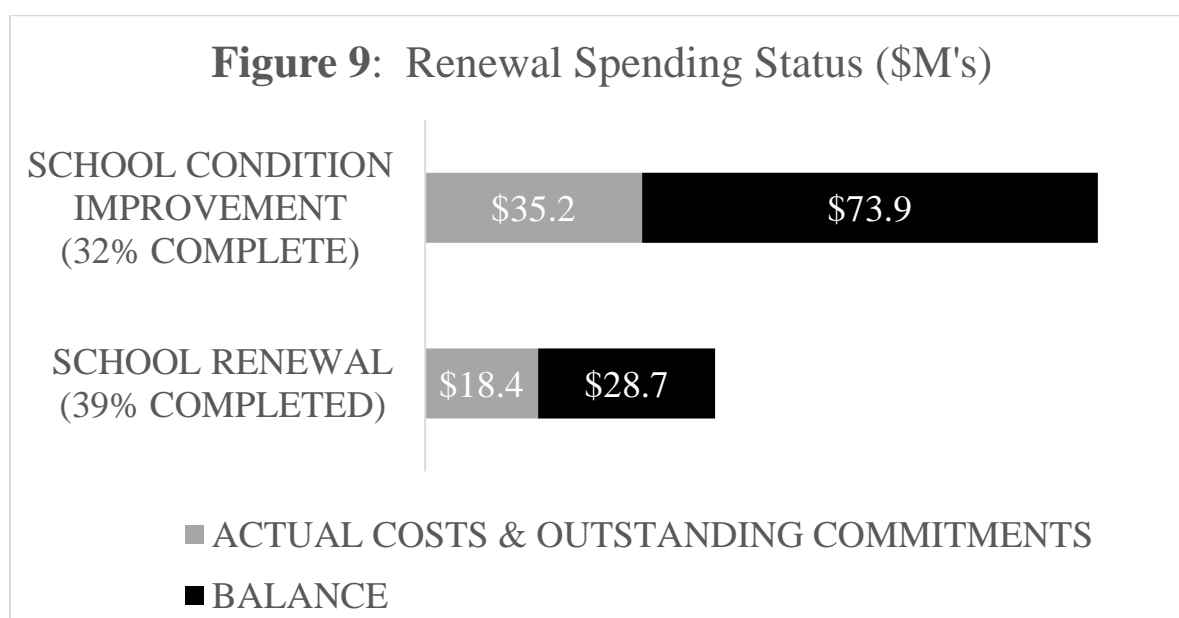 Figure 9:  Renewal Spending Status ($M's)
SCHOOL CONDITION
IMPROVEMENT
(32% COMPLETE)
$35.2
$73.9
SCHOOL RENEWAL
(39% COMPLETED)
$18.4
$28.7
ACTUAL COSTS & OUTSTANDING COMMITMENTS
BALANCE